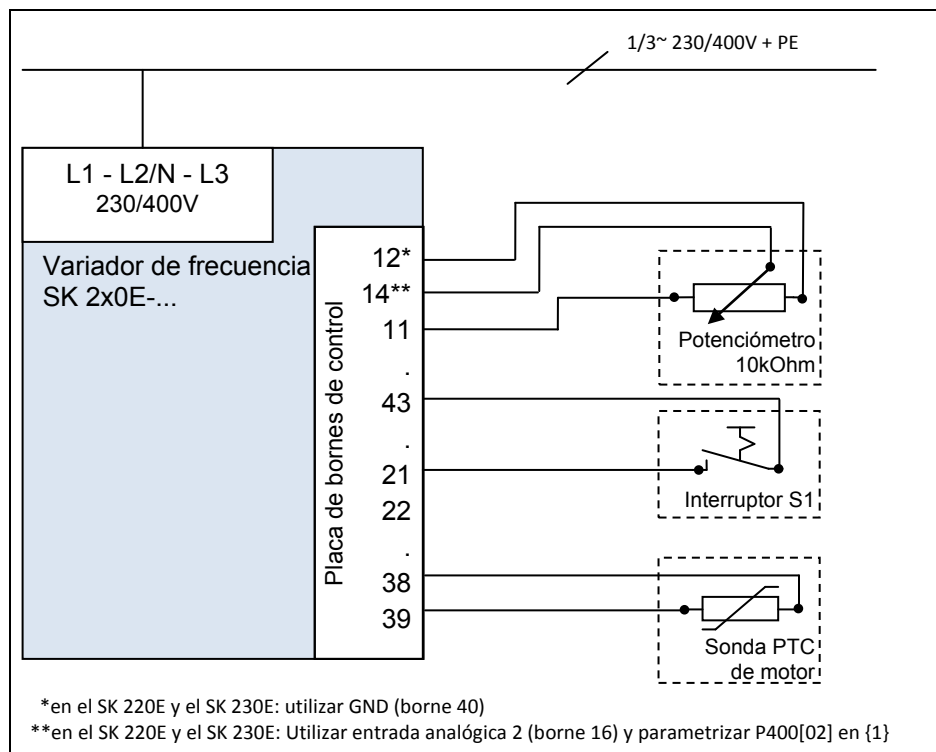 1/3~ 230/400V + PE
L1 - L2/N - L3
230/400V
Variador de frecuencia
SK 2x0E-...
Placa de bornes de control
12*
14**
11
.
43
.
21
22
.
38
39
Potenciómetro
10kOhm
Interruptor S1
Sonda PTC
de motor
*en el SK 220E y el SK 230E: utilizar GND (borne 40)
**en el SK 220E y el SK 230E: Utilizar entrada analógica 2 (borne 16) y parametrizar P400[02] en {1}